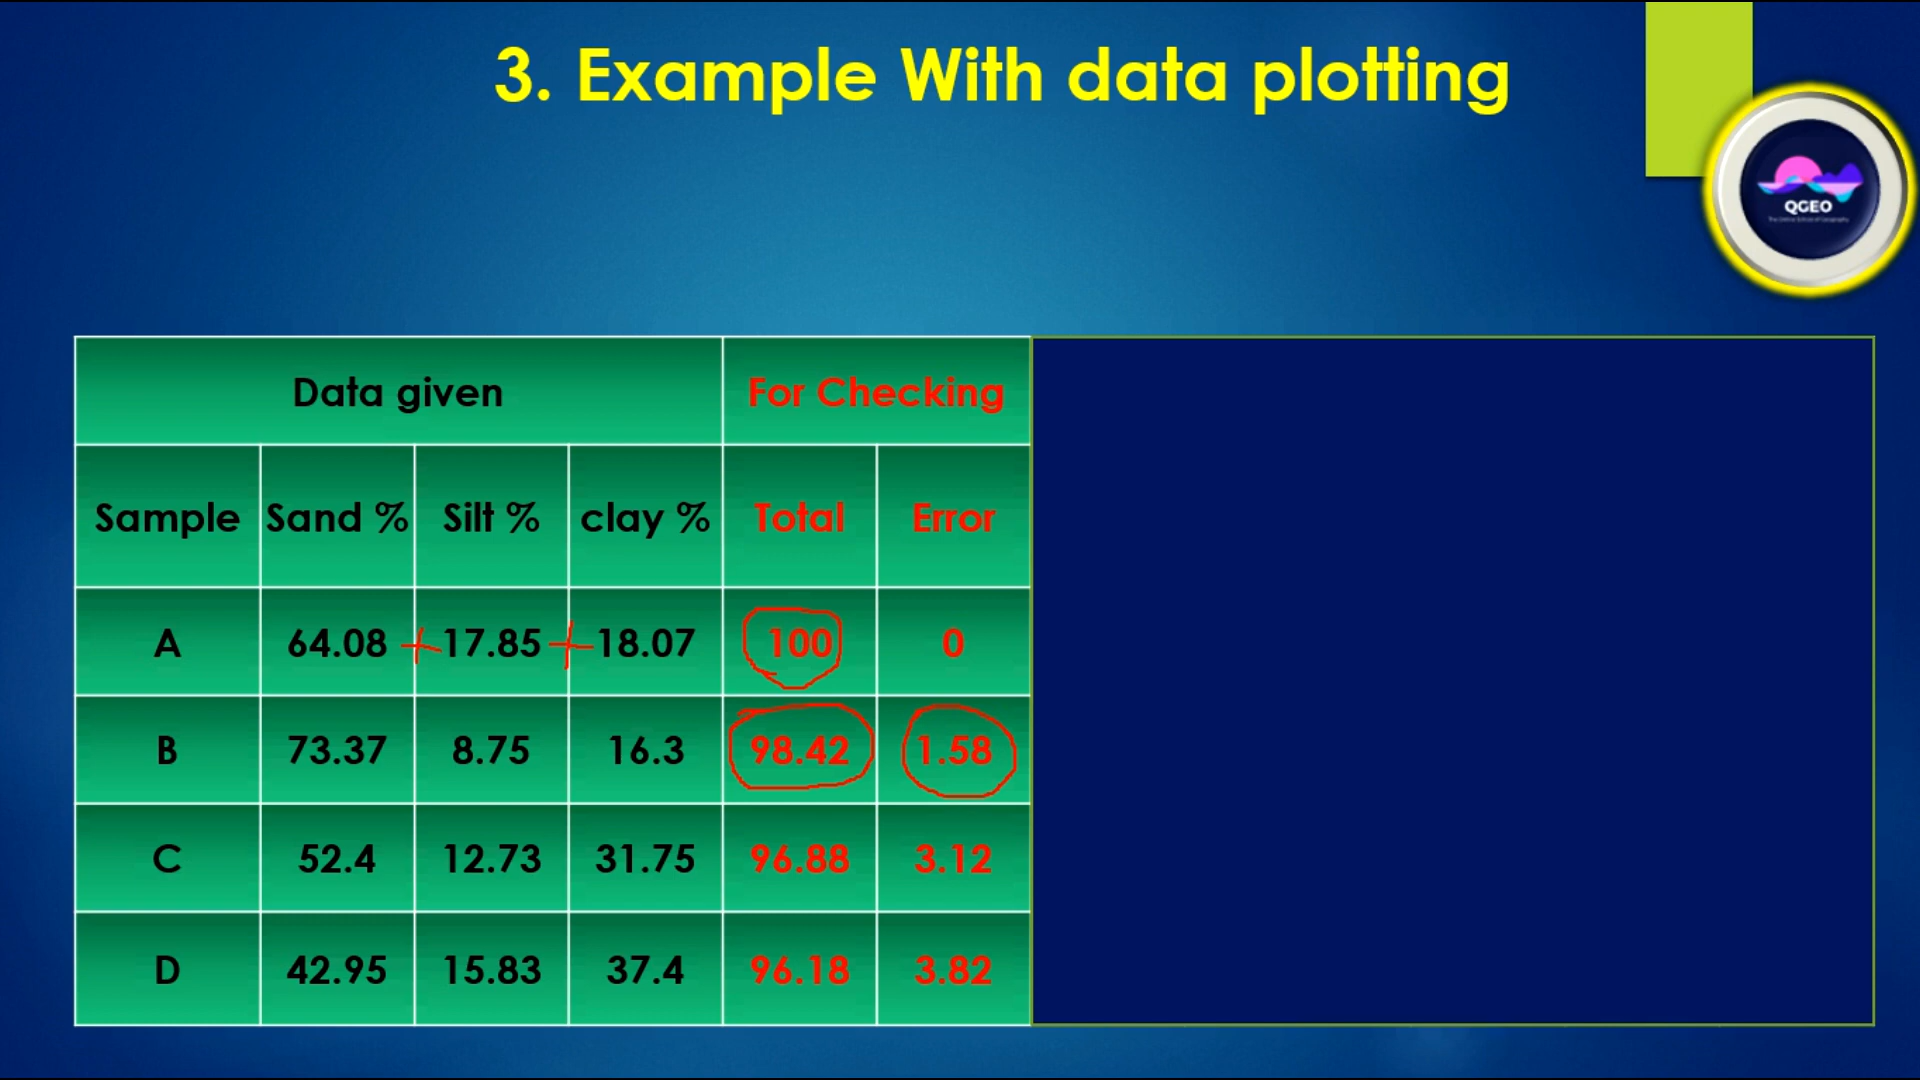 3. Example With data plotting
QGEO
Data given For Checking
Sample Sand % Silt % clay % Total Error
A 64.08 + 17.85 + 18.07 100 0
B 73.37 8.75 16.3 98.42 1.58
C 52.4 12.73 31.75 96.88 3.12
D 42.95 15.83 37.4 96.18 3.82